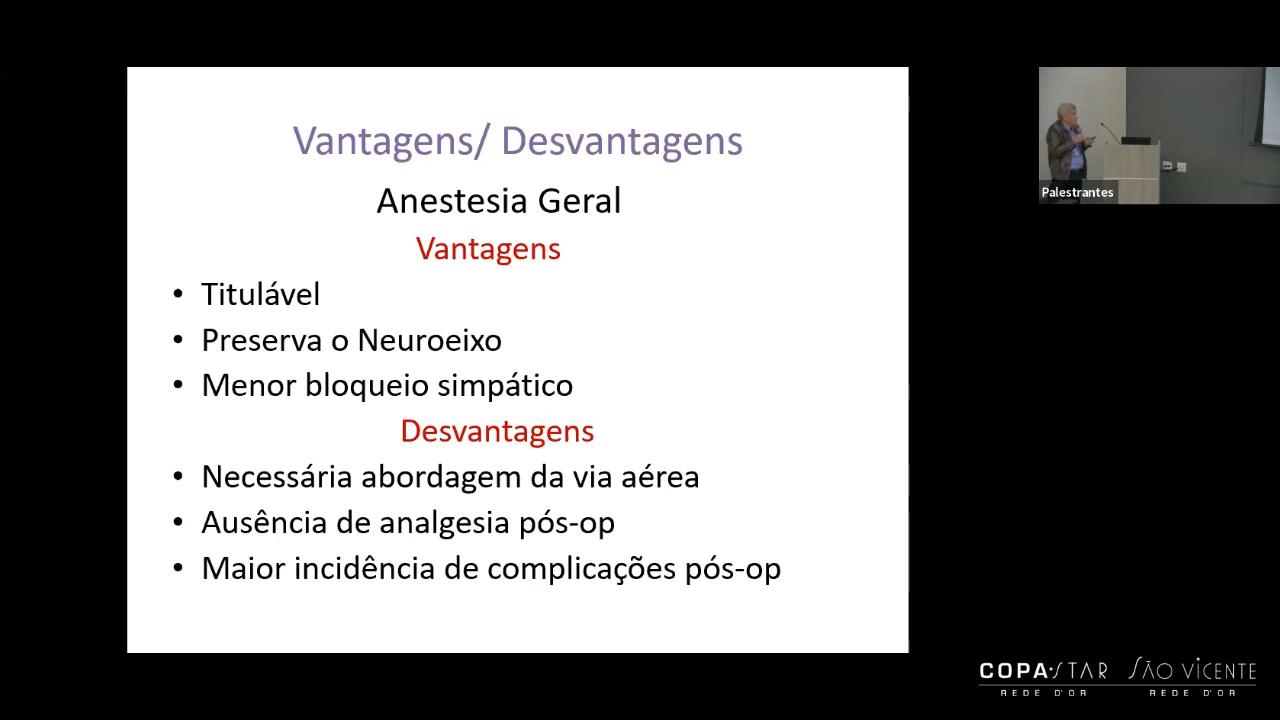 Vantagens/ Desvantagens
Anestesia Geral
Vantagens
• Titulável
• Preserva o Neuroeixo
• Menor bloqueio simpático
Desvantagens
• Necessária abordagem da via aérea
• Ausência de analgesia pós-op
• Maior incidência de complicações pós-op
Palestrantes
COPA STAR SÃO VICENTE
REDE D'OR REDE D'OR